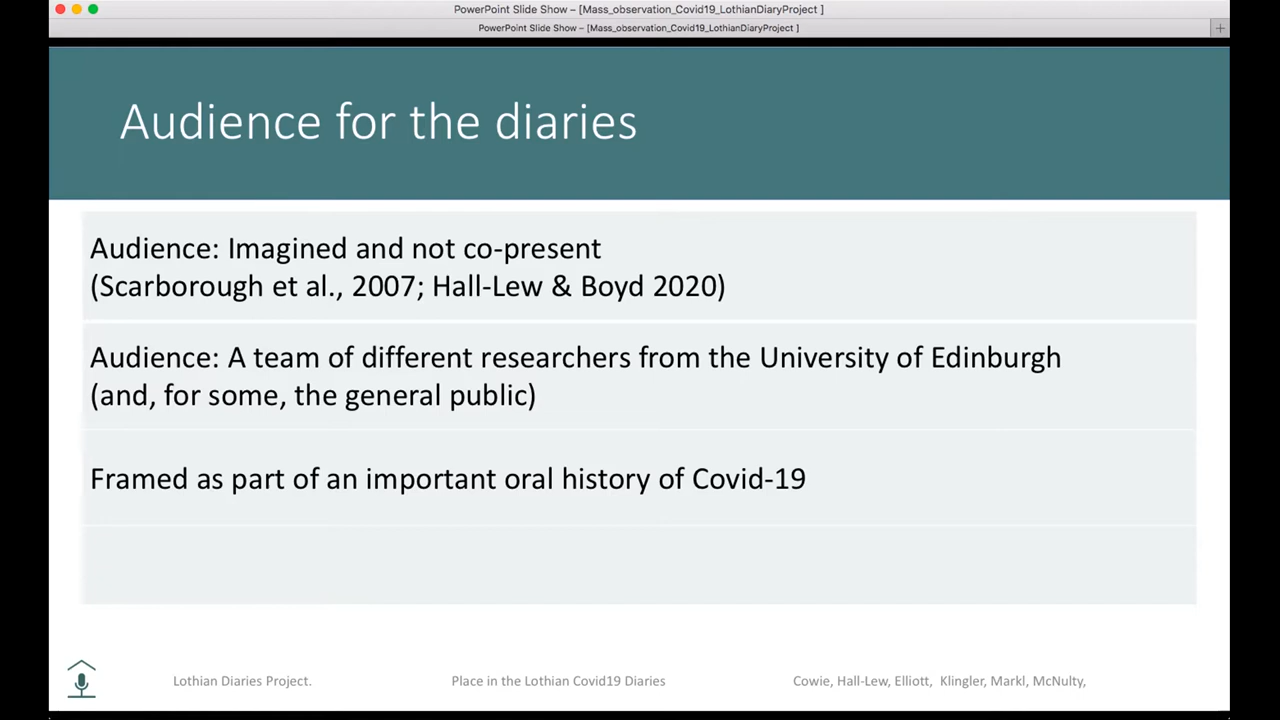 PowerPoint Slide Show – [Mass_observation_Covid19_LothianDiaryProject ]
PowerPoint Slide Show – [Mass_observation_Covid19_LothianDiaryProject ]
Audience for the diaries
Audience: Imagined and not co-present
(Scarborough et al., 2007; Hall-Lew & Boyd 2020)
Audience: A team of different researchers from the University of Edinburgh
(and, for some, the general public)
Framed as part of an important oral history of Covid-19
Lothian Diaries Project.
Place in the Lothian Covid19 Diaries
Cowie, Hall-Lew, Elliott,  Klingler, Markl, McNulty,